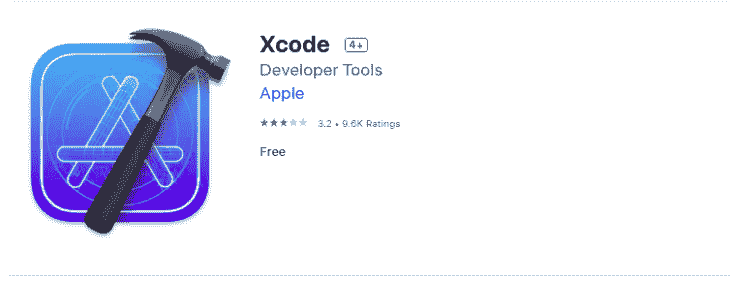 Xcode 4+
Developer Tools
Apple
3.2 • 9.6K Ratings
Free